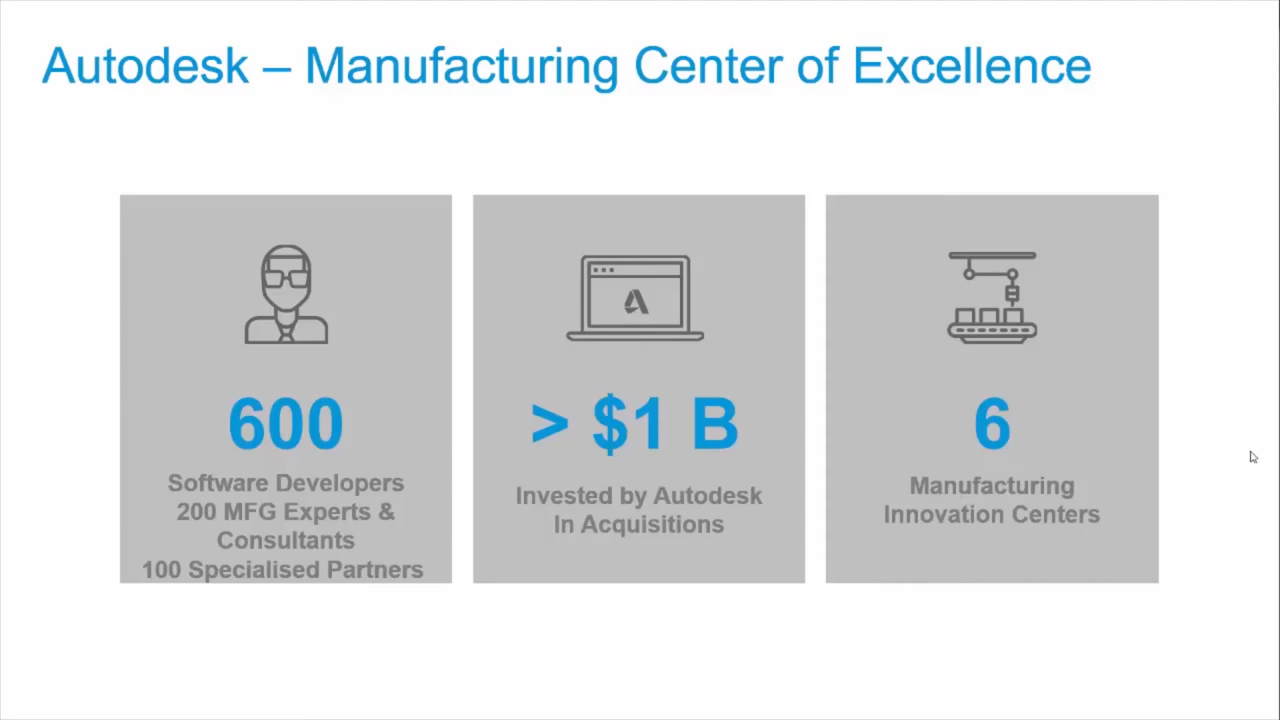 Autodesk – Manufacturing Center of Excellence
600
Software Developers
200 MFG Experts &
Consultants
100 Specialised Partners
> $1 B
Invested by Autodesk
In Acquisitions
6
Manufacturing
Innovation Centers